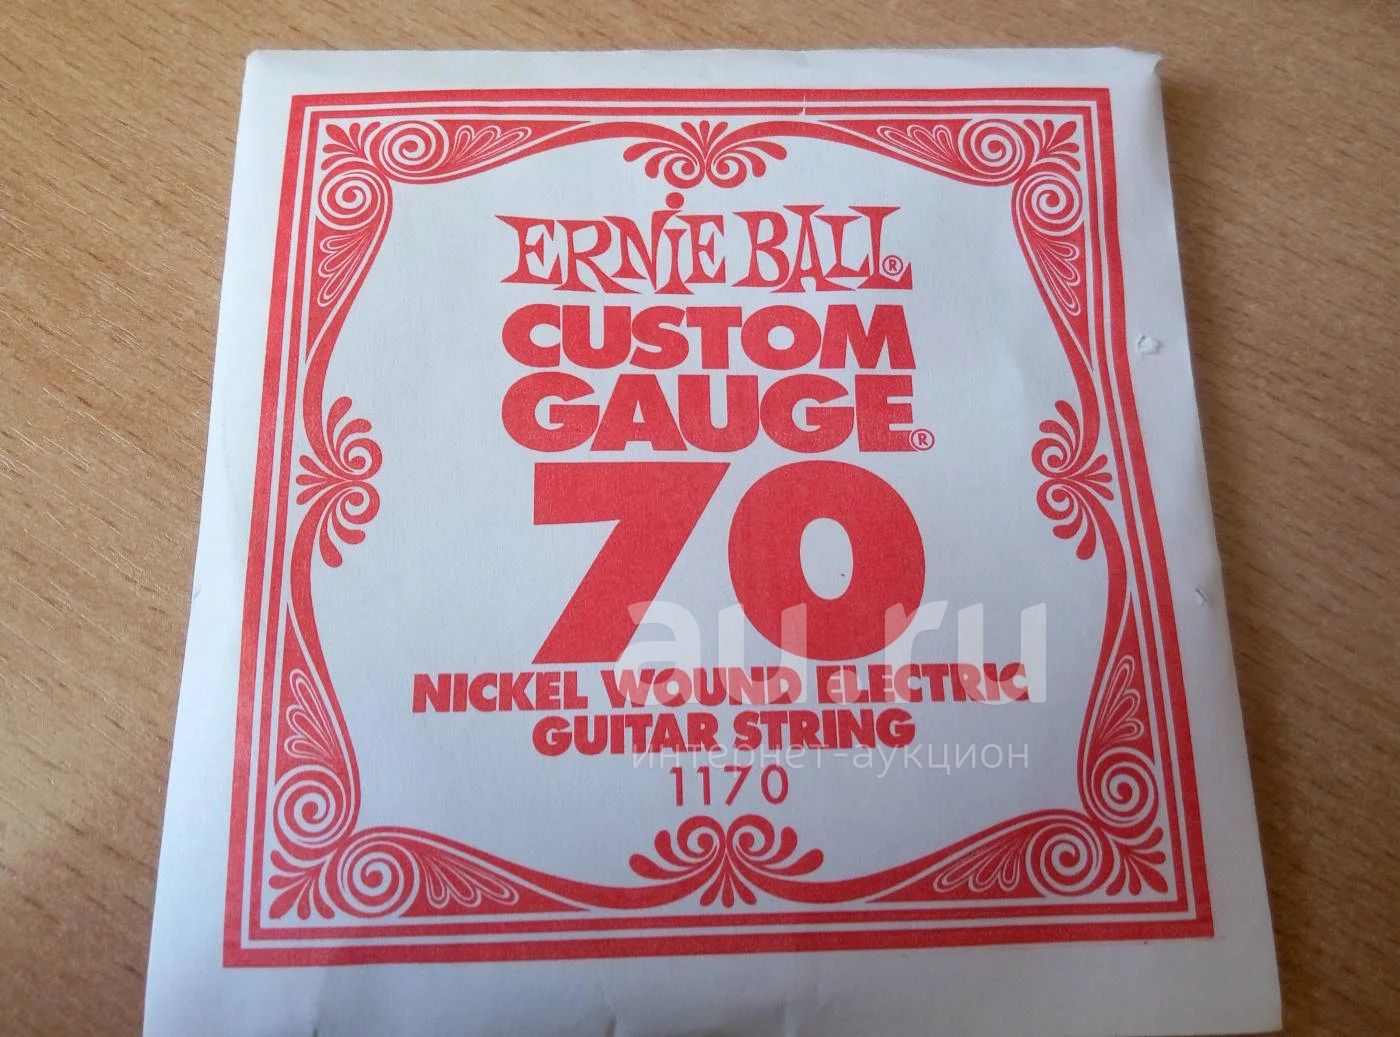 ERNIE BALL®
CUSTOM
GAUGE®
70
au.ru
NICKEL WOUND ELECTRIC
GUITAR STRING
интернет-аукцион
1170